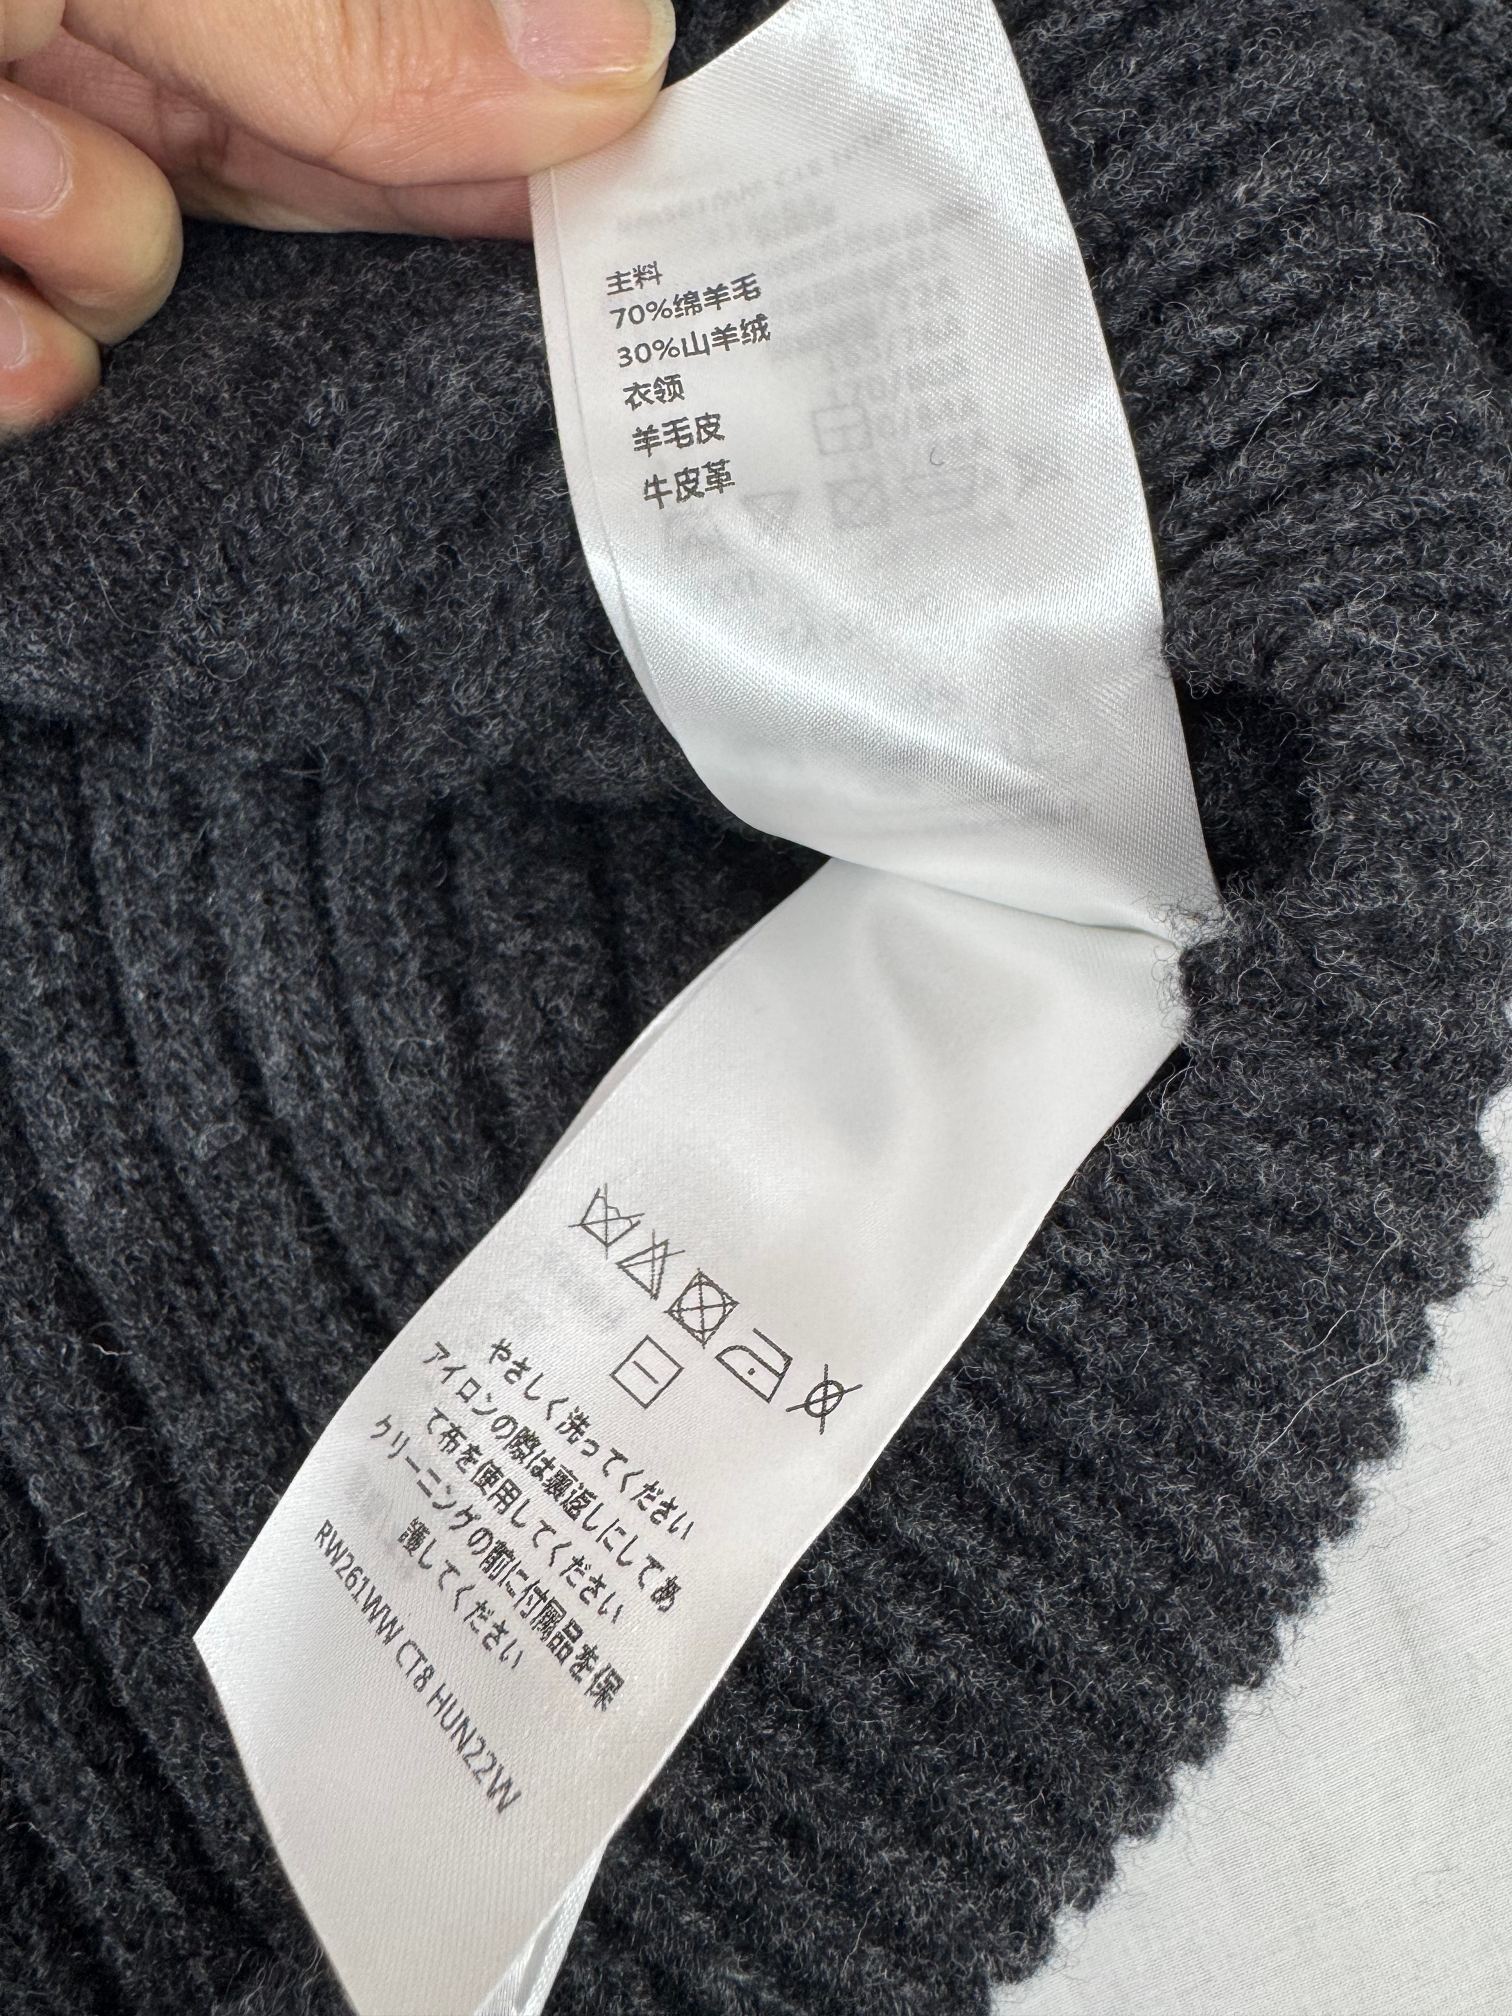 主料
70%绵羊毛
30%山羊绒
衣领
羊毛皮
牛皮革
やさしく洗ってください
アイロンの際は裏返しにしてあ
て布を使用してください
クリーニングの前に付属品を保
護してください
RW261WW CT8 HUN22W